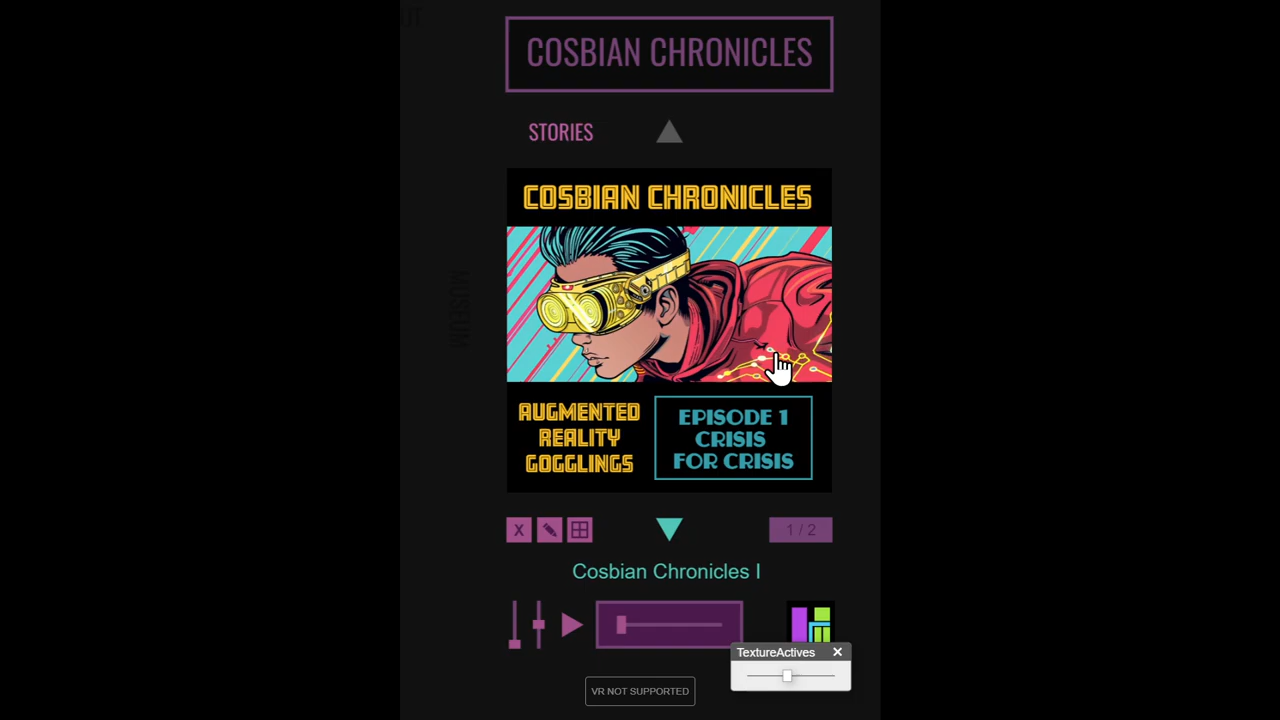 COSBIAN CHRONICLES
STORIES
COSBIAN CHRONICLES
MUSEUM
AUGMENTED
REALITY
GOGGLINGS
EPISODE 1
CRISIS
FOR CRISIS
X
1 / 2
Cosbian Chronicles I
TextureActives
VR NOT SUPPORTED